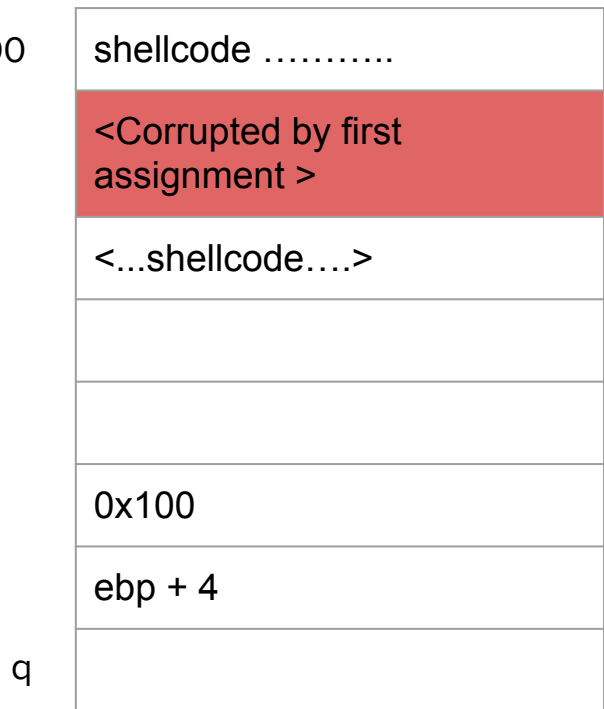 shellcode ………..
<Corrupted by first
assignment >
<...shellcode….>
0x100
ebp + 4
q